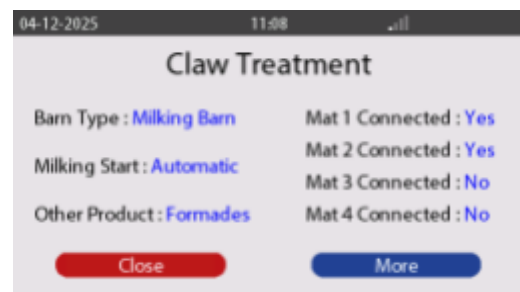 04-12-2025 11:08
Claw Treatment
Barn Type : Milking Barn
Milking Start : Automatic
Other Product : Formades
Mat 1 Connected : Yes
Mat 2 Connected : Yes
Mat 3 Connected : No
Mat 4 Connected : No
Close
More